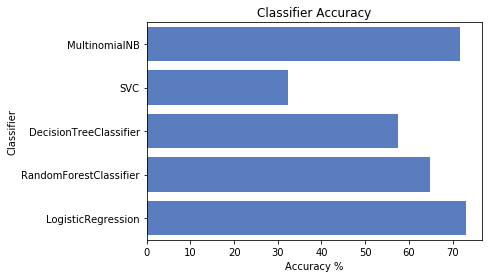 Classifier Accuracy
MultinomialNB
SVC
DecisionTreeClassifier
RandomForestClassifier
LogisticRegression
Classifier
0 10 20 30 40 50 60 70
Accuracy %